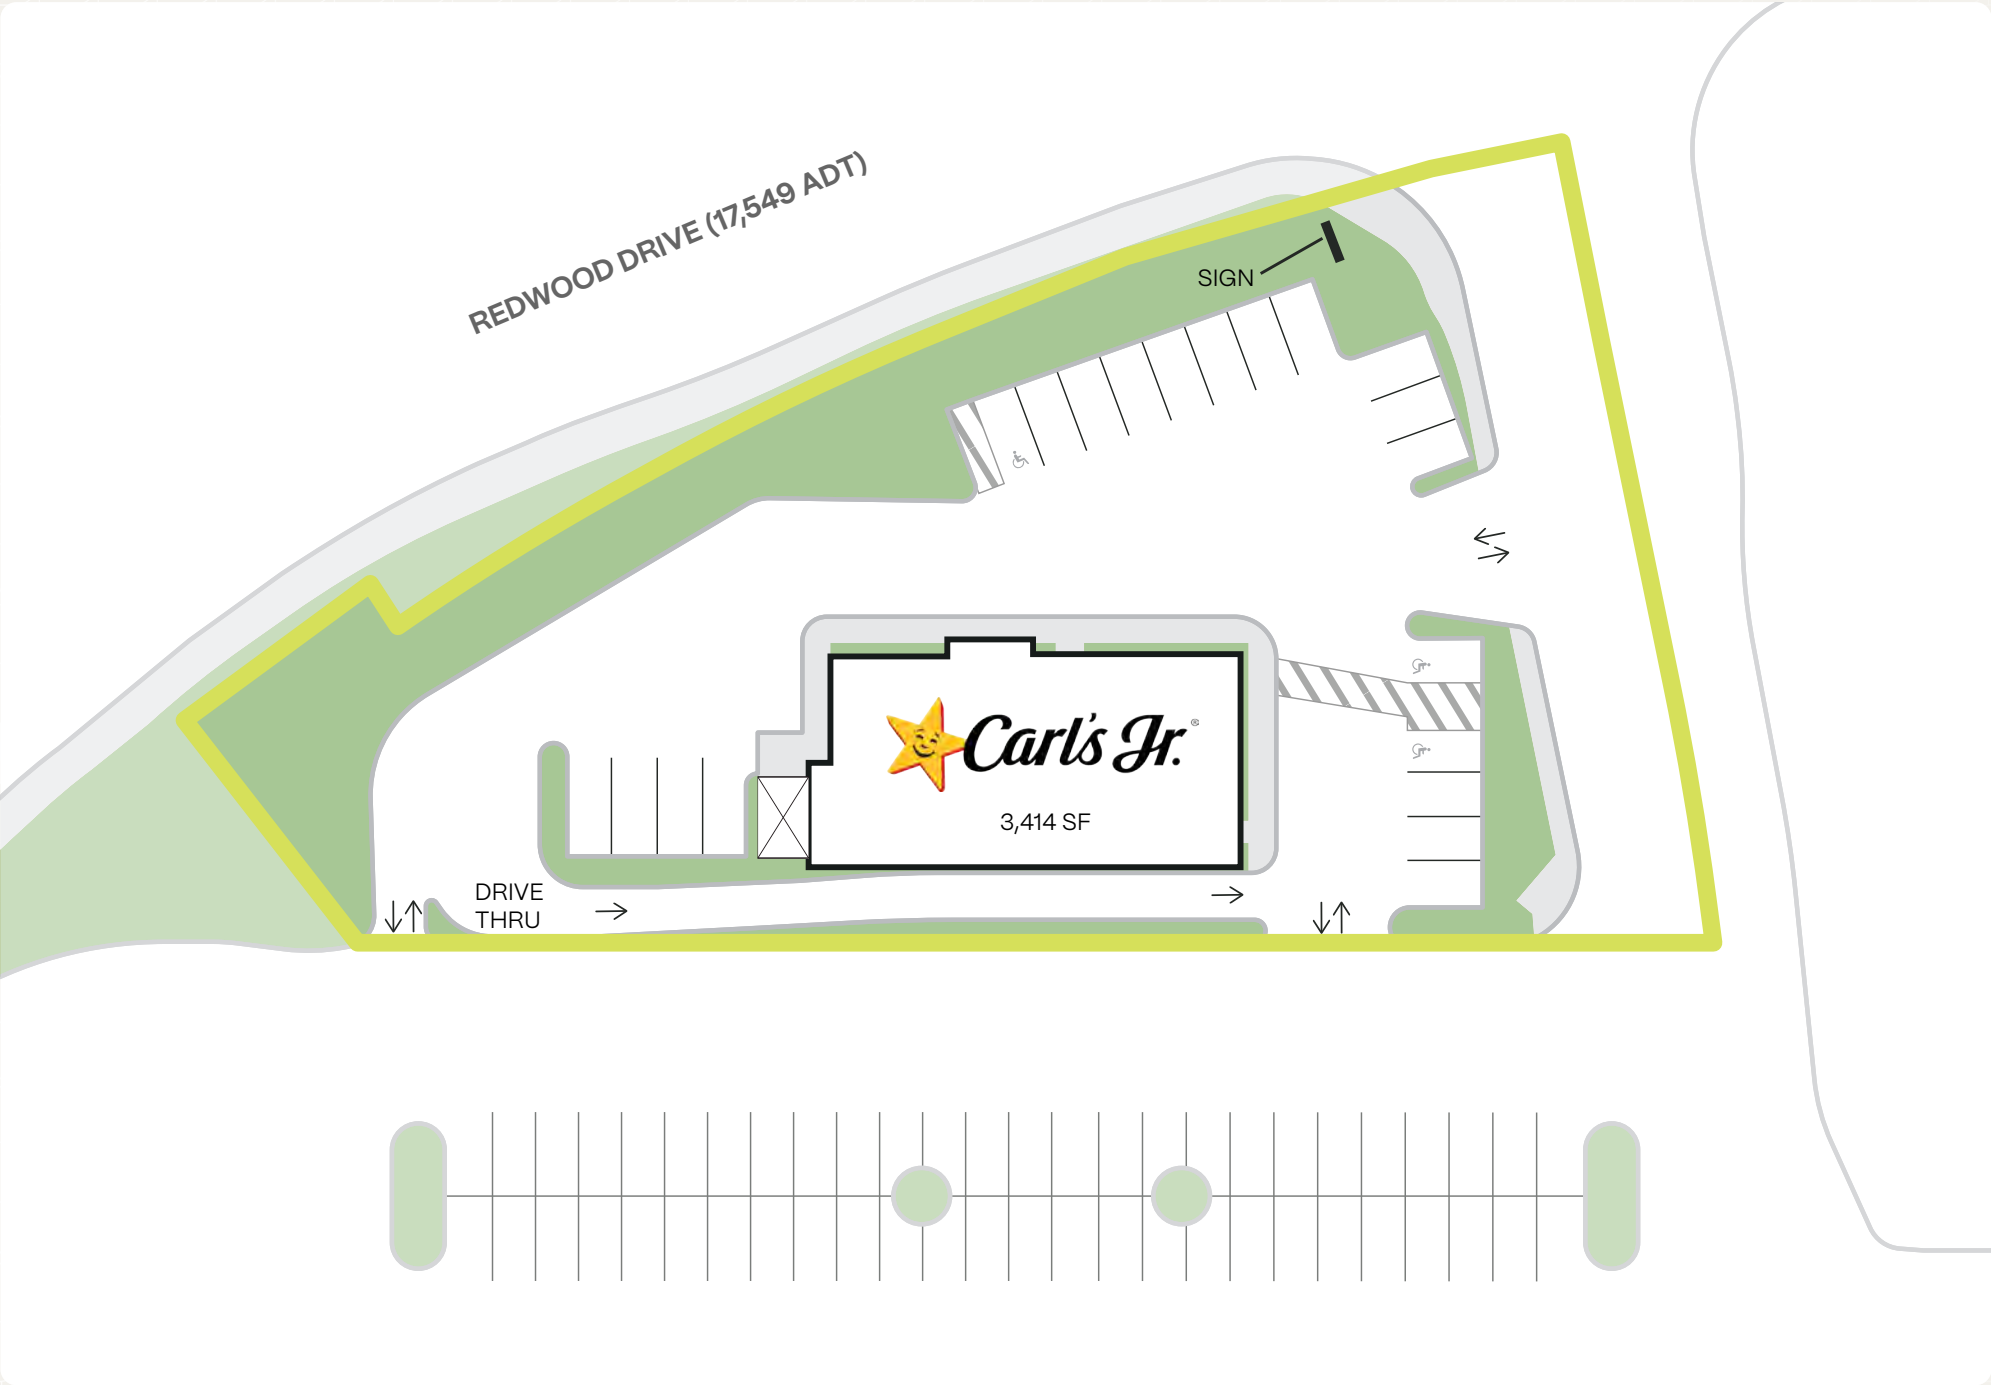 REDWOOD DRIVE (17,549 ADT)
SIGN
Carl's Jr.®
3,414 SF
DRIVE
THRU